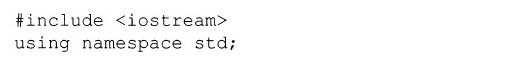 #include <iostream>
using namespace std;